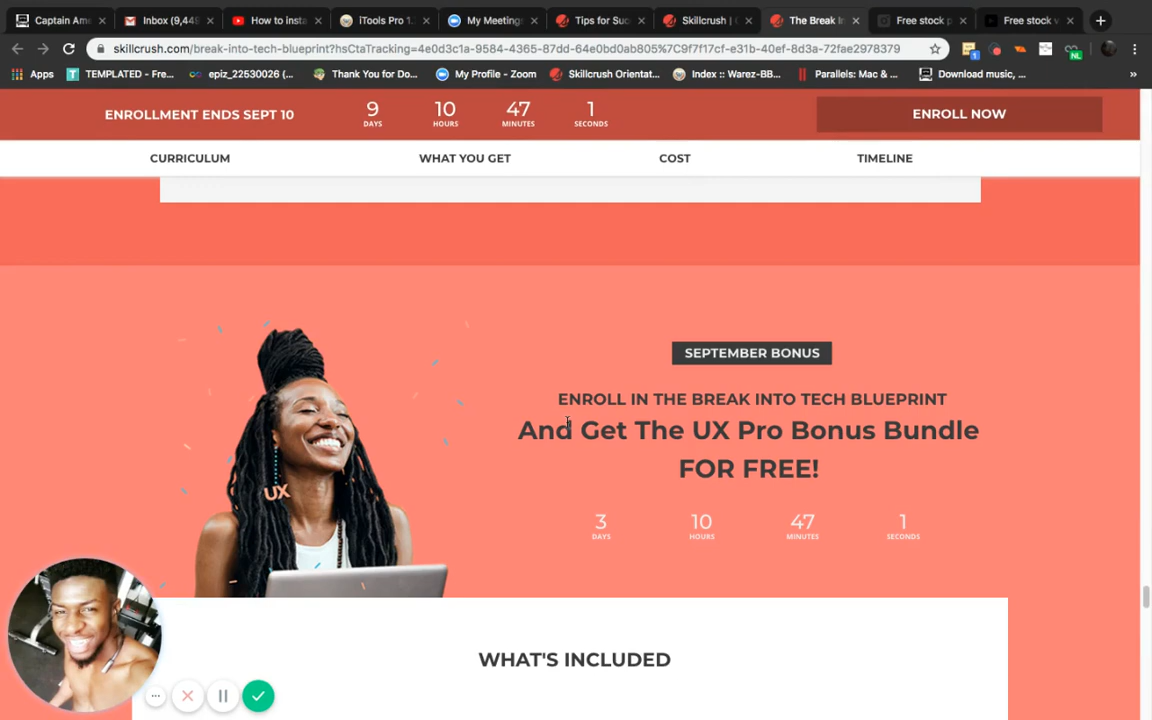 Captain Ame
Inbox (9,449
How to insta
iTools Pro 1.
My Meetings
Tips for Suc
Skillcrush |
The Break In
Free stock p
Free stock v
skillcrush.com/break-into-tech-blueprint?hsCtaTracking=4e0d3c1a-9584-4365-87dd-64e0bd0ab805%7C9f7f17cf-e31b-40ef-8d3a-72fae2978379
Apps
TEMPLATED - Fre...
epiz_22530026 (...
Thank You for Do...
My Profile - Zoom
Skillcrush Orientat...
Index :: Warez-BB...
Parallels: Mac &...
Download music, ...
ENROLLMENT ENDS SEPT 10
9 10 47 1
DAYS HOURS MINUTES SECONDS
ENROLL NOW
CURRICULUM
WHAT YOU GET
COST
TIMELINE
SEPTEMBER BONUS
ENROLL IN THE BREAK INTO TECH BLUEPRINT
And Get The UX Pro Bonus Bundle
FOR FREE!
UX
3 10 47 1
DAYS HOURS MINUTES SECONDS
WHAT'S INCLUDED